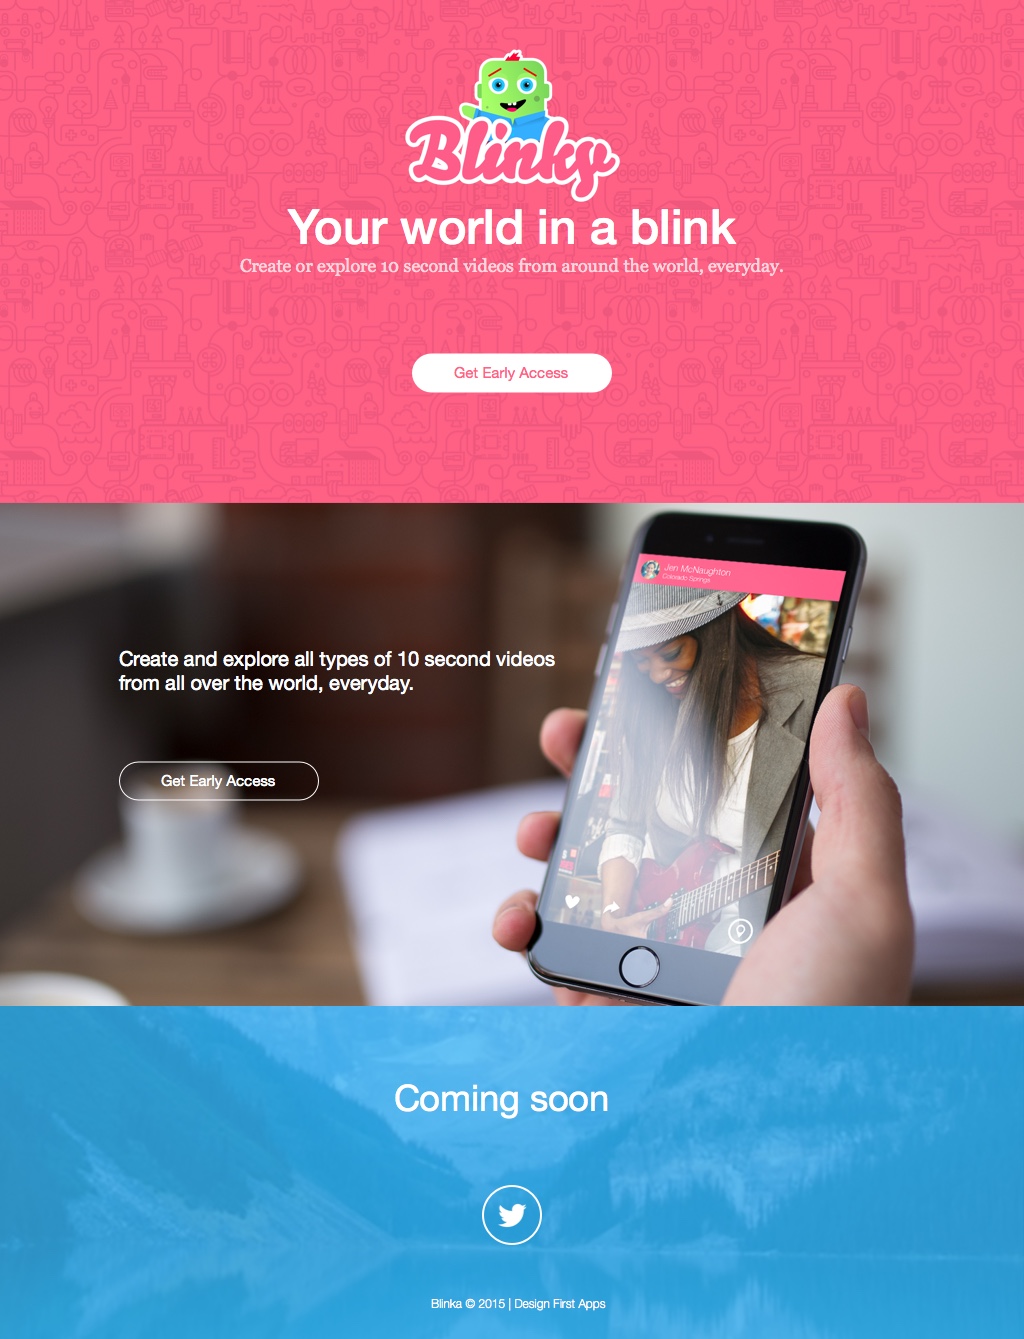 Blinky
Your world in a blink
Create or explore 10 second videos from around the world, everyday.
Get Early Access
Jen McNaughton
Colorado Springs
Create and explore all types of 10 second videos
from all over the world, everyday.
Get Early Access
Coming soon
Blinka © 2015 | Design First Apps